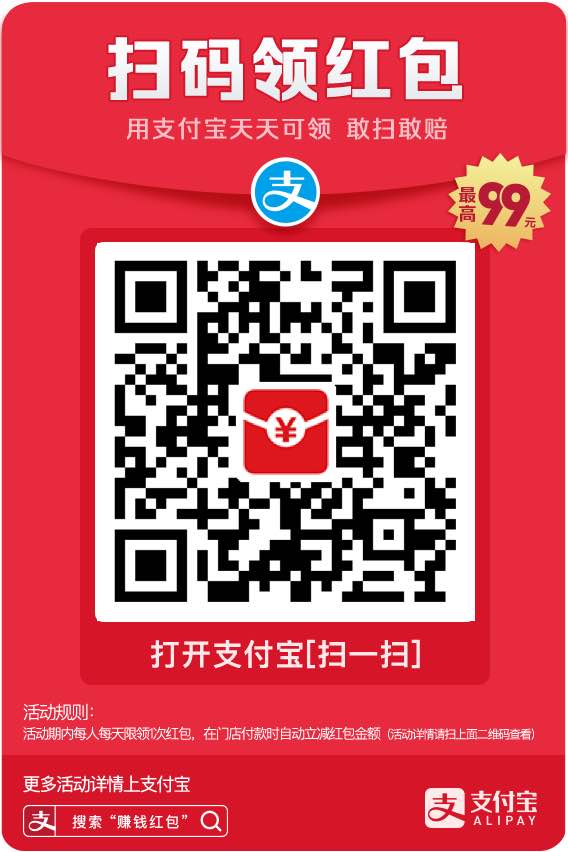 扫码领红包
用支付宝天天可领 敢扫敢赔
支
最高99元
¥
打开支付宝[扫一扫]
活动规则：
活动期内每人每天限领1次红包，在门店付款时自动立减红包金额（活动详情请扫上面二维码查看）
更多活动详情上支付宝
支 搜索“赚钱红包”
支 支付宝
ALIPAY